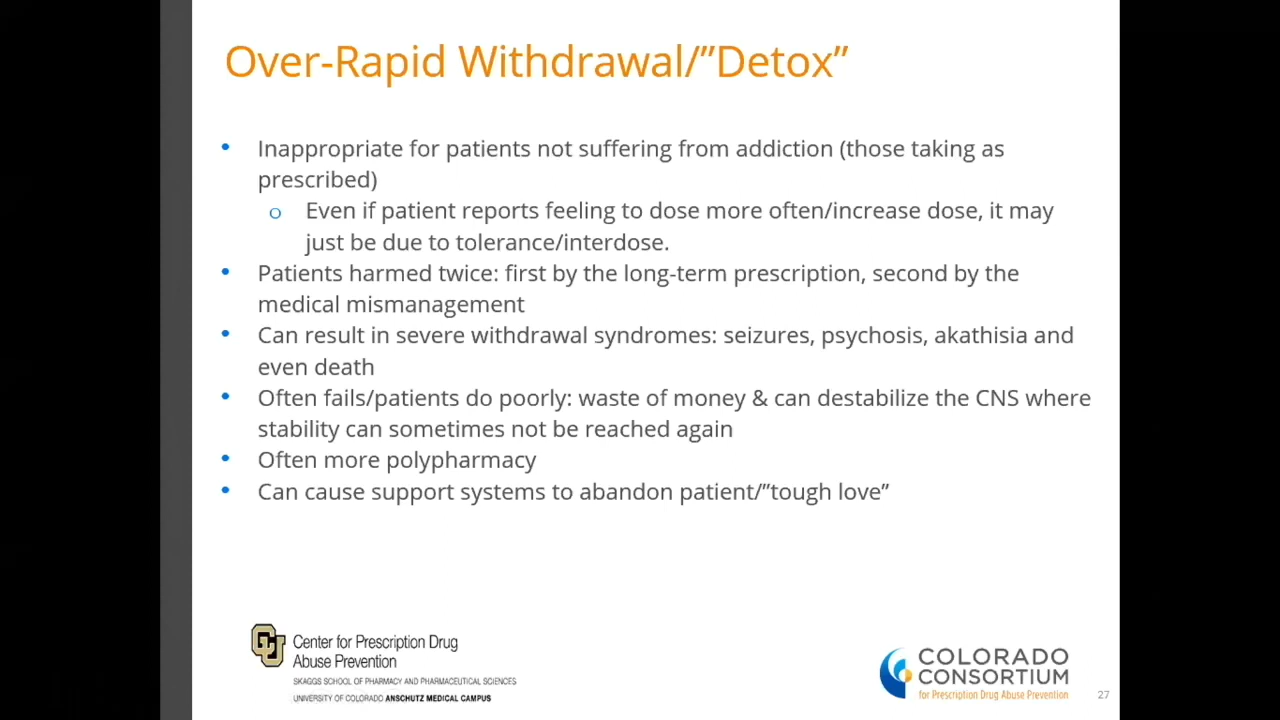 Over-Rapid Withdrawal/”Detox”
• Inappropriate for patients not suffering from addiction (those taking as
prescribed)
o Even if patient reports feeling to dose more often/increase dose, it may
just be due to tolerance/interdose.
• Patients harmed twice: first by the long-term prescription, second by the
medical mismanagement
• Can result in severe withdrawal syndromes: seizures, psychosis, akathisia and
even death
• Often fails/patients do poorly: waste of money & can destabilize the CNS where
stability can sometimes not be reached again
• Often more polypharmacy
• Can cause support systems to abandon patient/”tough love”
CU
Center for Prescription Drug
Abuse Prevention
SKAGGS SCHOOL OF PHARMACY AND PHARMACEUTICAL SCIENCES
UNIVERSITY OF COLORADO ANSCHUTZ MEDICAL CAMPUS
COLORADO
CONSORTIUM
for Prescription Drug Abuse Prevention
27